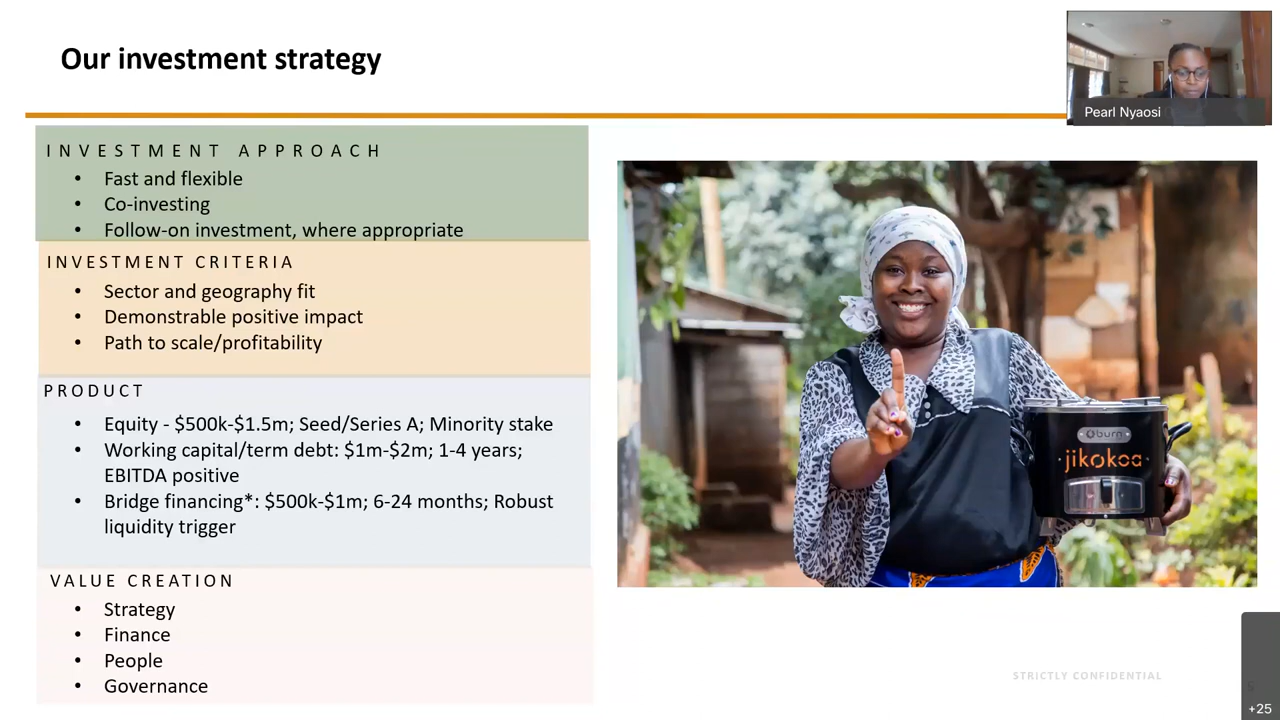 Our investment strategy
Pearl Nyaosi
INVESTMENT APPROACH
• Fast and flexible
• Co-investing
• Follow-on investment, where appropriate
INVESTMENT CRITERIA
• Sector and geography fit
• Demonstrable positive impact
• Path to scale/profitability
PRODUCT
• Equity - $500k-$1.5m; Seed/Series A; Minority stake
• Working capital/term debt: $1m-$2m; 1-4 years;
EBITDA positive
• Bridge financing*: $500k-$1m; 6-24 months; Robust
liquidity trigger
VALUE CREATION
• Strategy
• Finance
• People
• Governance
burn
jikokoa
STRICTLY CONFIDENTIAL
5
+25